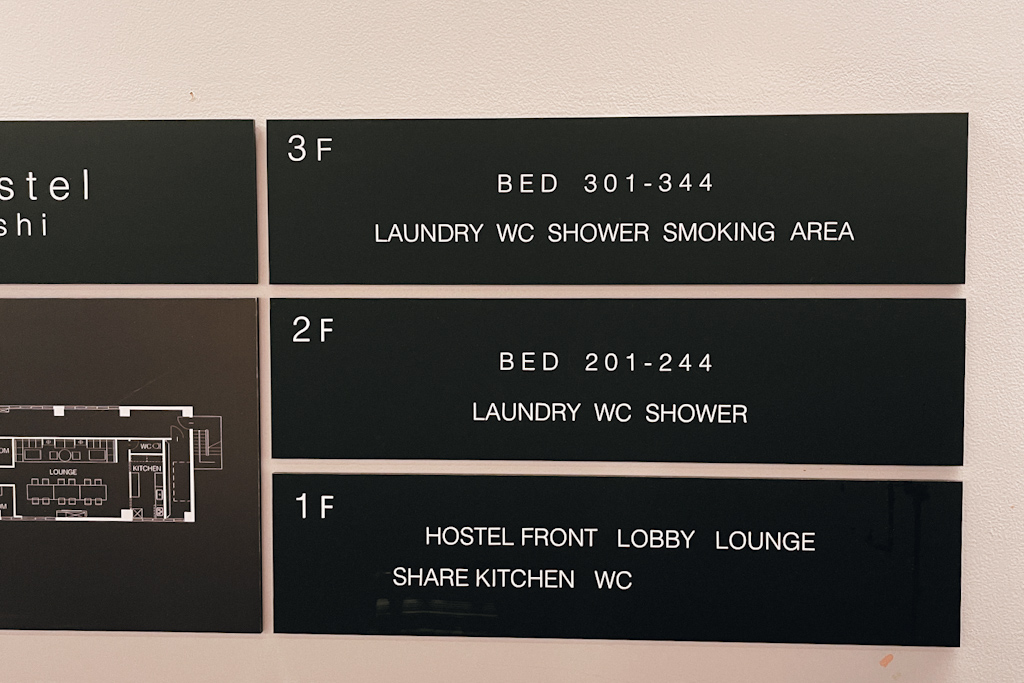 stel
shi
3F
BED 301-344
LAUNDRY WC SHOWER SMOKING AREA
2F
BED 201-244
LAUNDRY WC SHOWER
1F
HOSTEL FRONT LOBBY LOUNGE
SHARE KITCHEN WC
WC
KITCHEN
LOUNGE